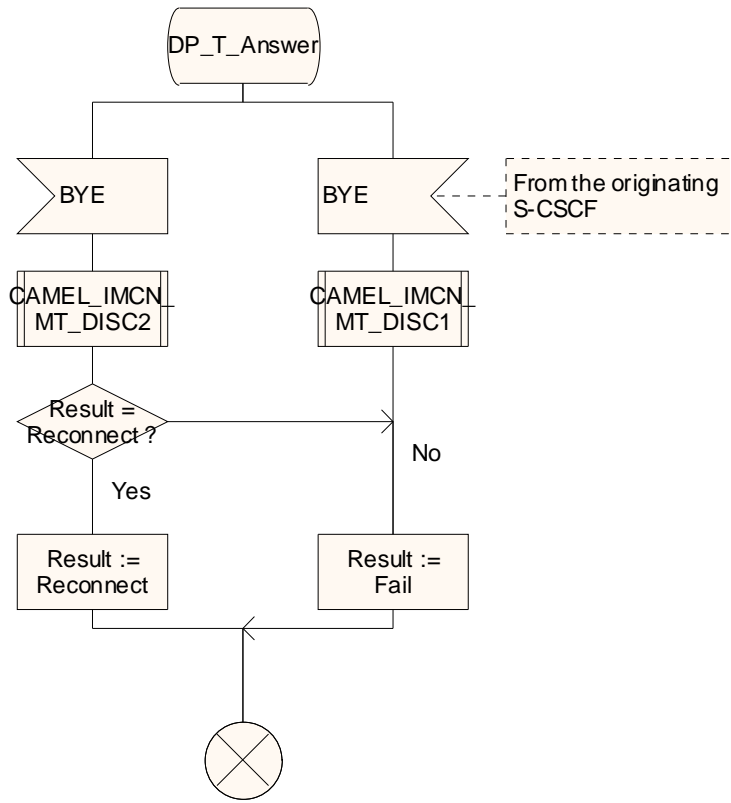 DP_T_Answer
BYE
BYE
From the originating
S-CSCF
CAMEL_IMCN_
MT_DISC2
CAMEL_IMCN_
MT_DISC1
Result =
Reconnect ?
No
Yes
Result :=
Reconnect
Result :=
Fail